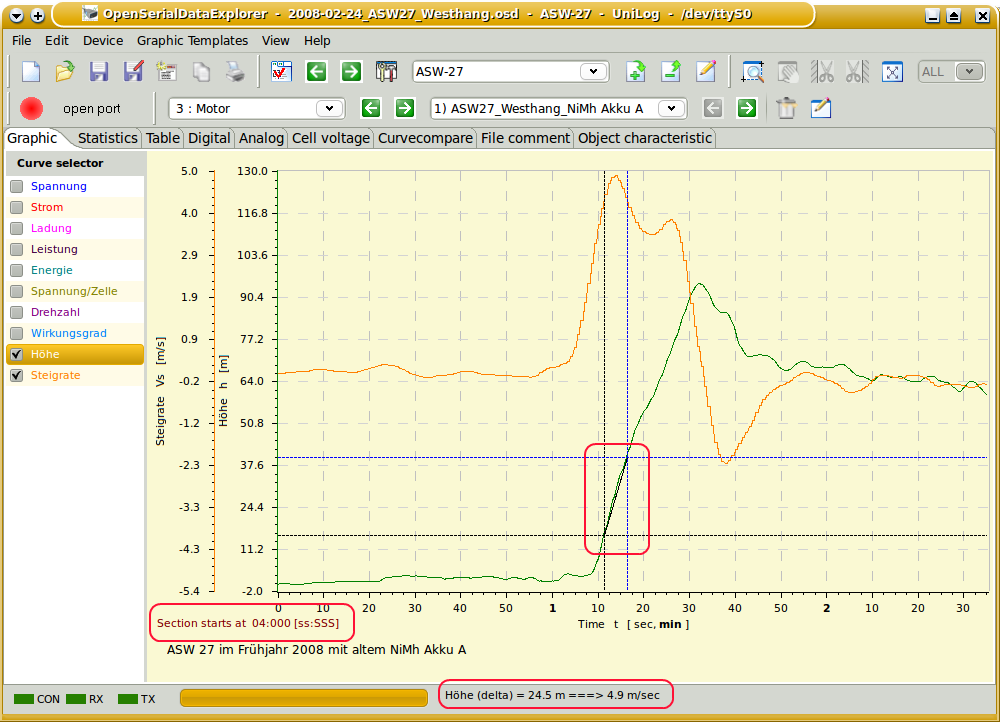 OpenSerialDataExplorer - 2008-02-24_ASW27_Westhang.osd - ASW-27 - UniLog - /dev/ttyS0
File Edit Device Graphic Templates View Help
ASW-27
ALL
open port
3 : Motor
1) ASW27_Westhang_NiMh Akku A
Graphic Statistics Table Digital Analog Cell voltage Curvecompare File comment Object characteristic
Curve selector
Spannung
Strom
Ladung
Leistung
Energie
Spannung/Zelle
Drehzahl
Wirkungsgrad
Höhe
Steigrate
Steigrate Vs [m/s]
5.0
4.0
2.9
1.9
0.9
-0.2
-1.2
-2.3
-3.3
-4.3
-5.4
Höhe h [m]
130.0
116.8
103.6
90.4
77.2
64.0
50.8
37.6
24.4
11.2
-2.0
0 10 20 30 40 50 1 10 20 30 40 50 2 10 20 30
Time t [ sec, min ]
Section starts at 04:000 [ss:SSS]
ASW 27 im Frühjahr 2008 mit altem NiMh Akku A
CON RX TX
Höhe (delta) = 24.5 m ===> 4.9 m/sec